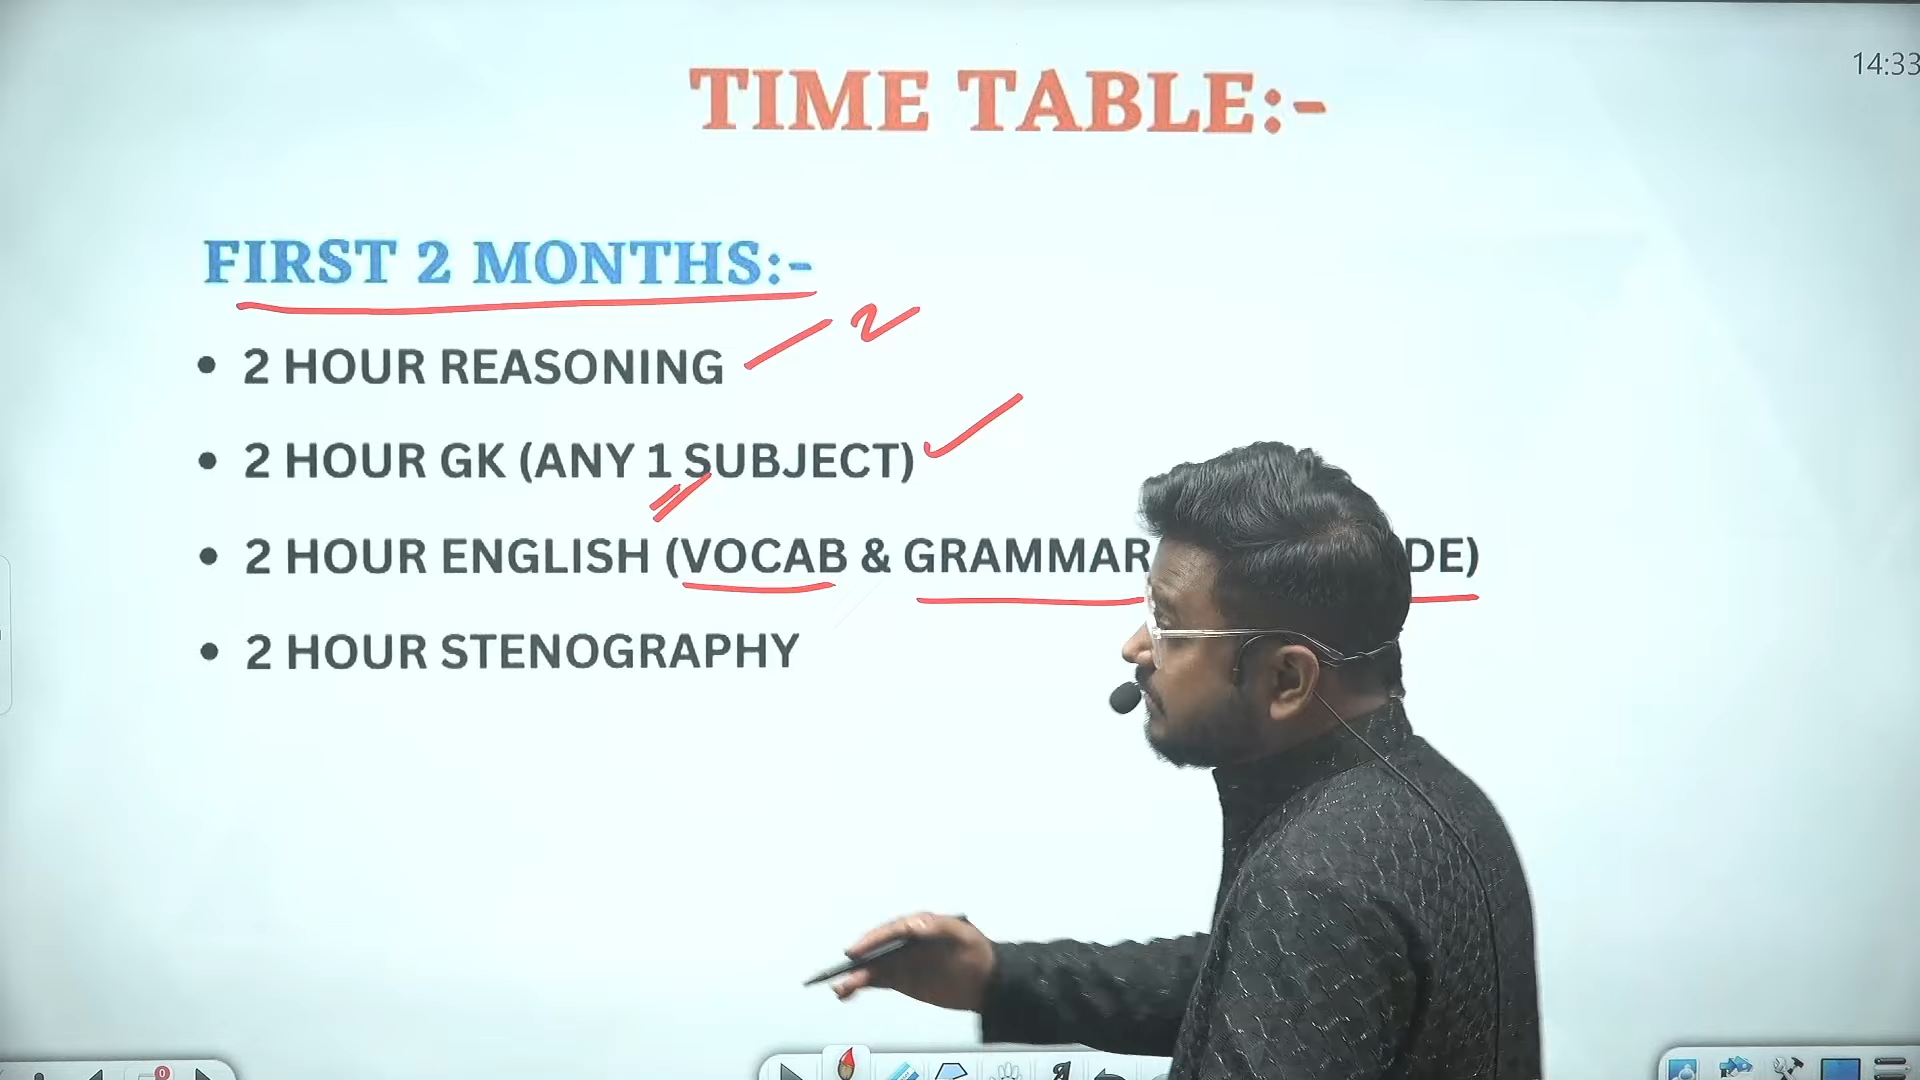 14:33
TIME TABLE:-
FIRST 2 MONTHS:-
2
• 2 HOUR REASONING
• 2 HOUR GK (ANY 1 SUBJECT)
• 2 HOUR ENGLISH (VOCAB & GRAMMAR
• 2 HOUR STENOGRAPHY
0